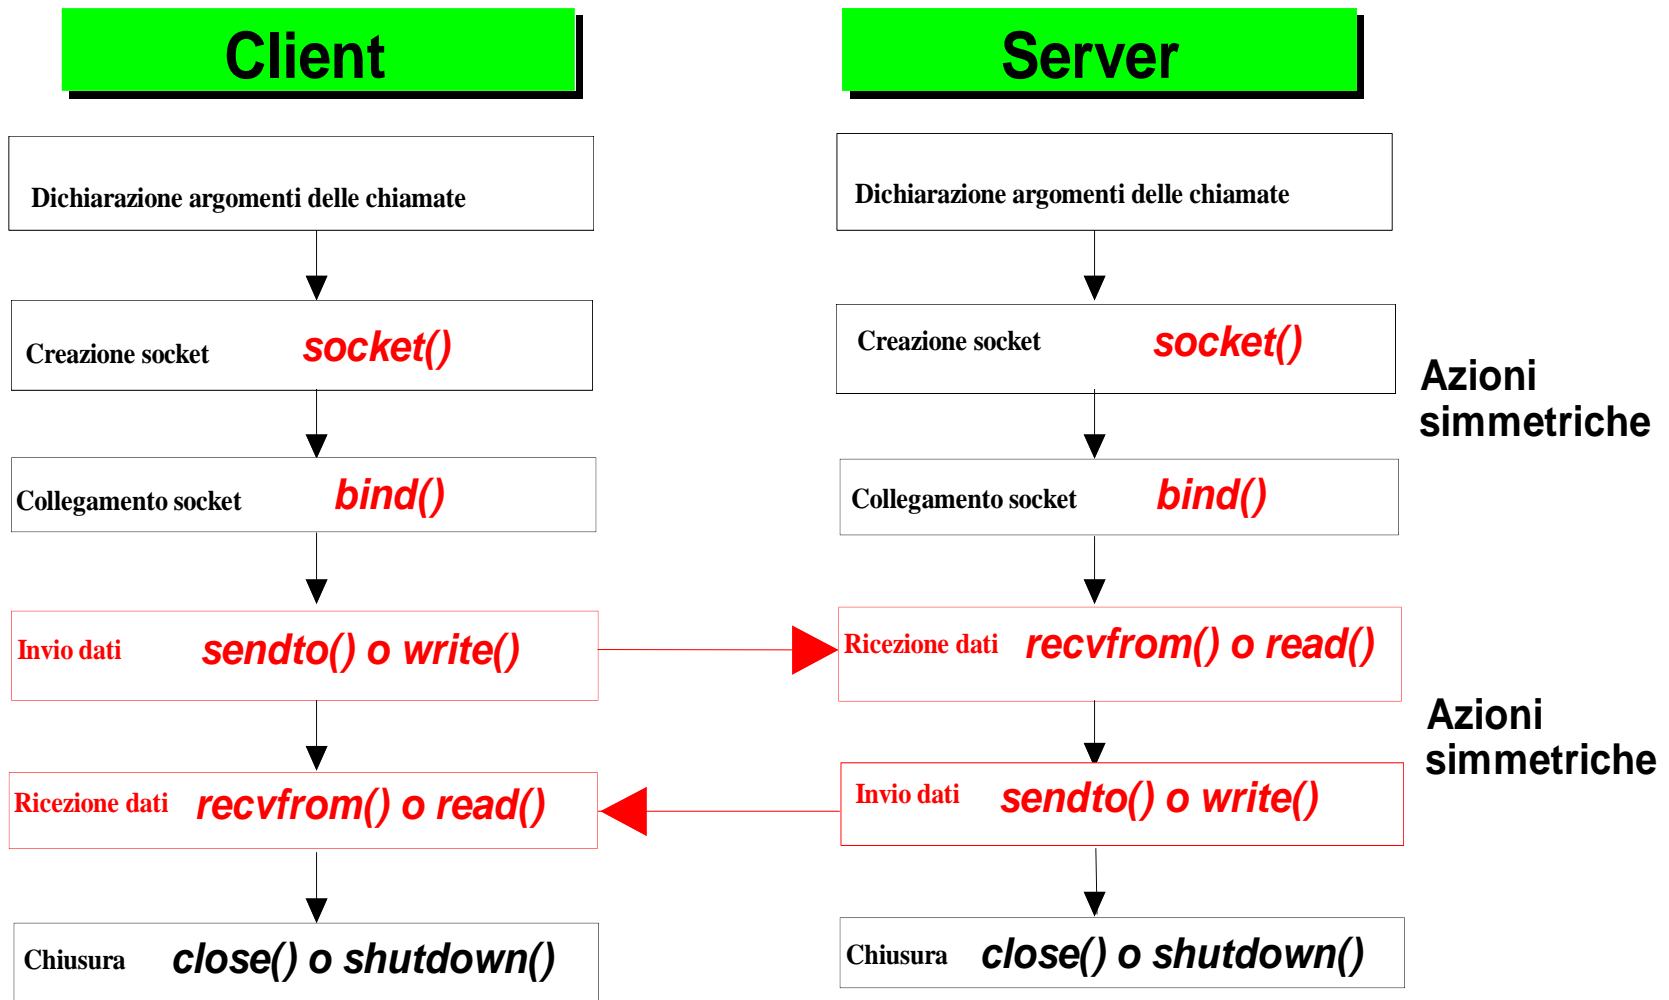 Client
Server
Dichiarazione argomenti delle chiamate
Dichiarazione argomenti delle chiamate
Creazione socket socket()
Creazione socket socket()
Azioni
simmetriche
Collegamento socket bind()
Collegamento socket bind()
Invio dati sendto() o write()
Ricezione dati recvfrom() o read()
Azioni
simmetriche
Ricezione dati recvfrom() o read()
Invio dati sendto() o write()
Chiusura close() o shutdown()
Chiusura close() o shutdown()